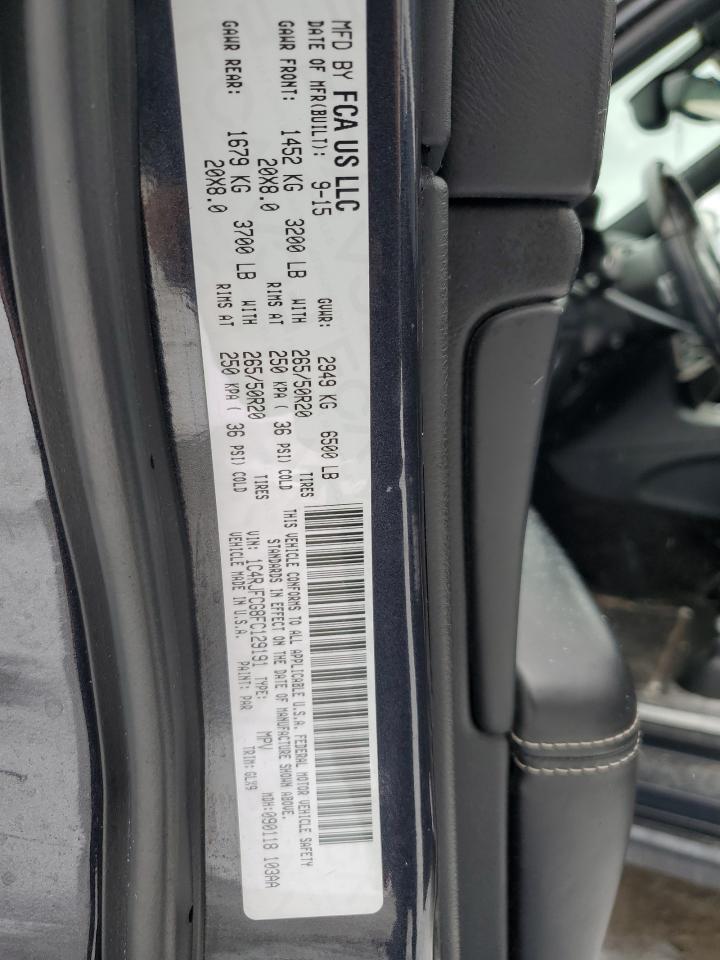 MFD BY FCA US LLC
DATE OF MFR(BUILT): 9-15 GVWR: 2949 KG 6500 LB
GAWR FRONT: 1452 KG 3200 LB WITH 265/50R20 TIRES
20X8.0 RIMS AT 250 KPA ( 36 PSI) COLD
GAWR REAR: 1679 KG 3700 LB WITH 265/50R20 TIRES
20X8.0 RIMS AT 250 KPA ( 36 PSI) COLD
THIS VEHICLE CONFORMS TO ALL APPLICABLE U.S.A. FEDERAL MOTOR VEHICLE SAFETY
STANDARDS IN EFFECT ON THE DATE OF MANUFACTURE SHOWN ABOVE.
VIN: 1C4RJFCG8FC129191 TYPE: MPV MDH:090118 103AA
VEHICLE MADE IN U.S.A. PAINT: PAR TRIM:GLX9